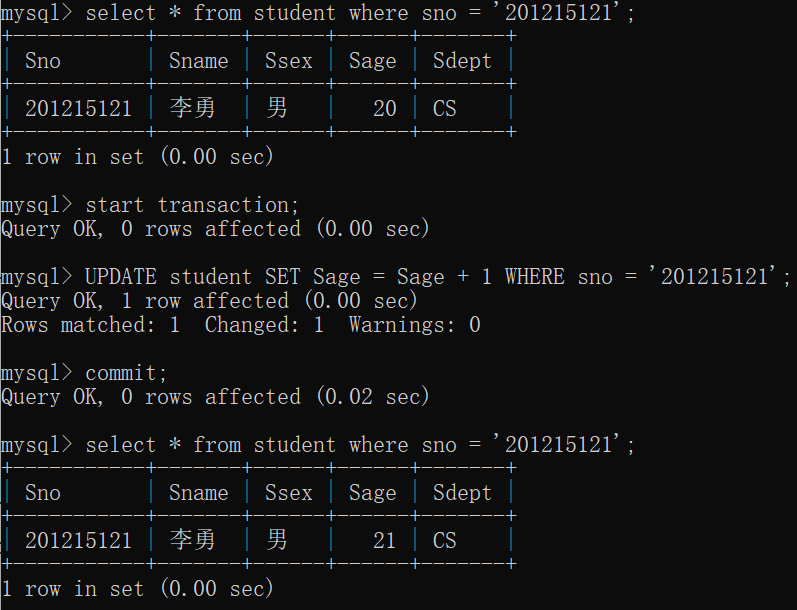 mysql> select * from student where sno = '201215121';
+-----------+-------+------+------+-------+
| Sno       | Sname | Ssex | Sage | Sdept |
+-----------+-------+------+------+-------+
| 201215121 | 李勇  | 男   |   20 | CS    |
+-----------+-------+------+------+-------+
1 row in set (0.00 sec)
mysql> start transaction;
Query OK, 0 rows affected (0.00 sec)
mysql> UPDATE student SET Sage = Sage + 1 WHERE sno = '201215121';
Query OK, 1 row affected (0.00 sec)
Rows matched: 1  Changed: 1  Warnings: 0
mysql> commit;
Query OK, 0 rows affected (0.02 sec)
mysql> select * from student where sno = '201215121';
+-----------+-------+------+------+-------+
| Sno       | Sname | Ssex | Sage | Sdept |
+-----------+-------+------+------+-------+
| 201215121 | 李勇  | 男   |   21 | CS    |
+-----------+-------+------+------+-------+
1 row in set (0.00 sec)